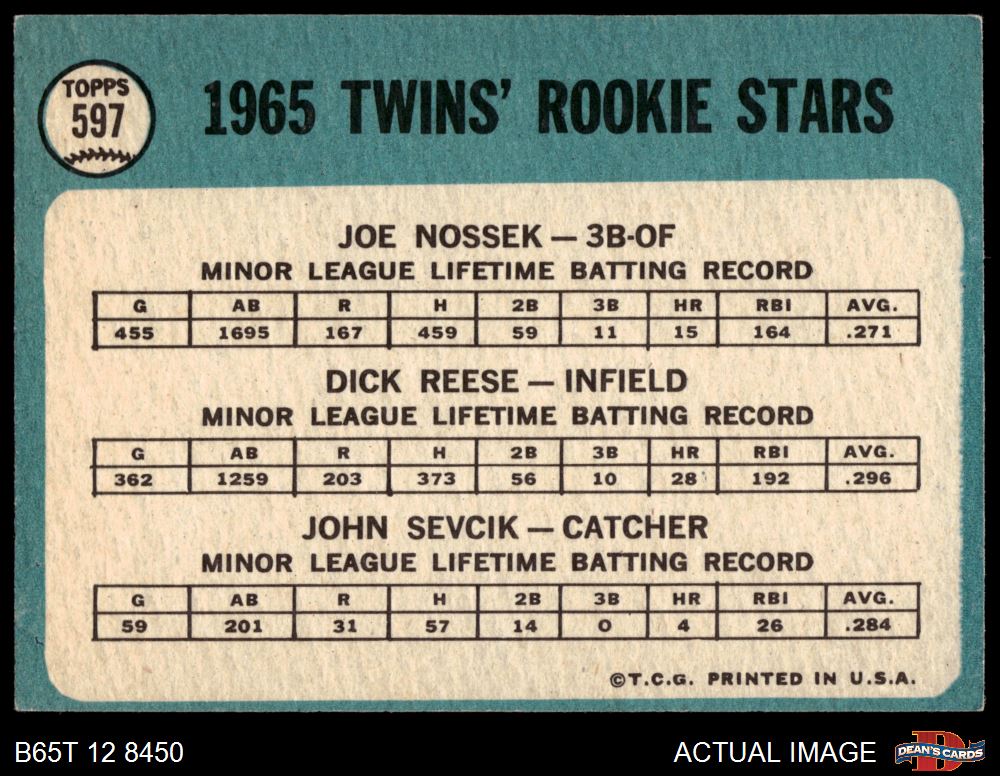 TOPPS
597
1965 TWINS' ROOKIE STARS
JOE NOSSEK — 3B-OF
MINOR LEAGUE LIFETIME BATTING RECORD
G AB R H 2B 3B HR RBI AVG.
455 1695 167 459 59 11 15 164 .271
DICK REESE — INFIELD
MINOR LEAGUE LIFETIME BATTING RECORD
G AB R H 2B 3B HR RBI AVG.
362 1259 203 373 56 10 28 192 .296
JOHN SEVCIK — CATCHER
MINOR LEAGUE LIFETIME BATTING RECORD
G AB R H 2B 3B HR RBI AVG.
59 201 31 57 14 0 4 26 .284
©T.C.G. PRINTED IN U.S.A.
B65T 12 8450
ACTUAL IMAGE
D
DEAN'S CARDS